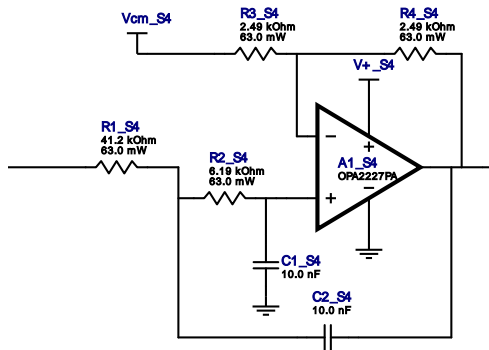 Vcm_S4
R3_S4
2.49 kOhm
63.0 mW
R4_S4
2.49 kOhm
63.0 mW
V+_S4
R1_S4
41.2 kOhm
63.0 mW
R2_S4
6.19 kOhm
63.0 mW
A1_S4
OPA2227PA
C1_S4
10.0 nF
C2_S4
10.0 nF